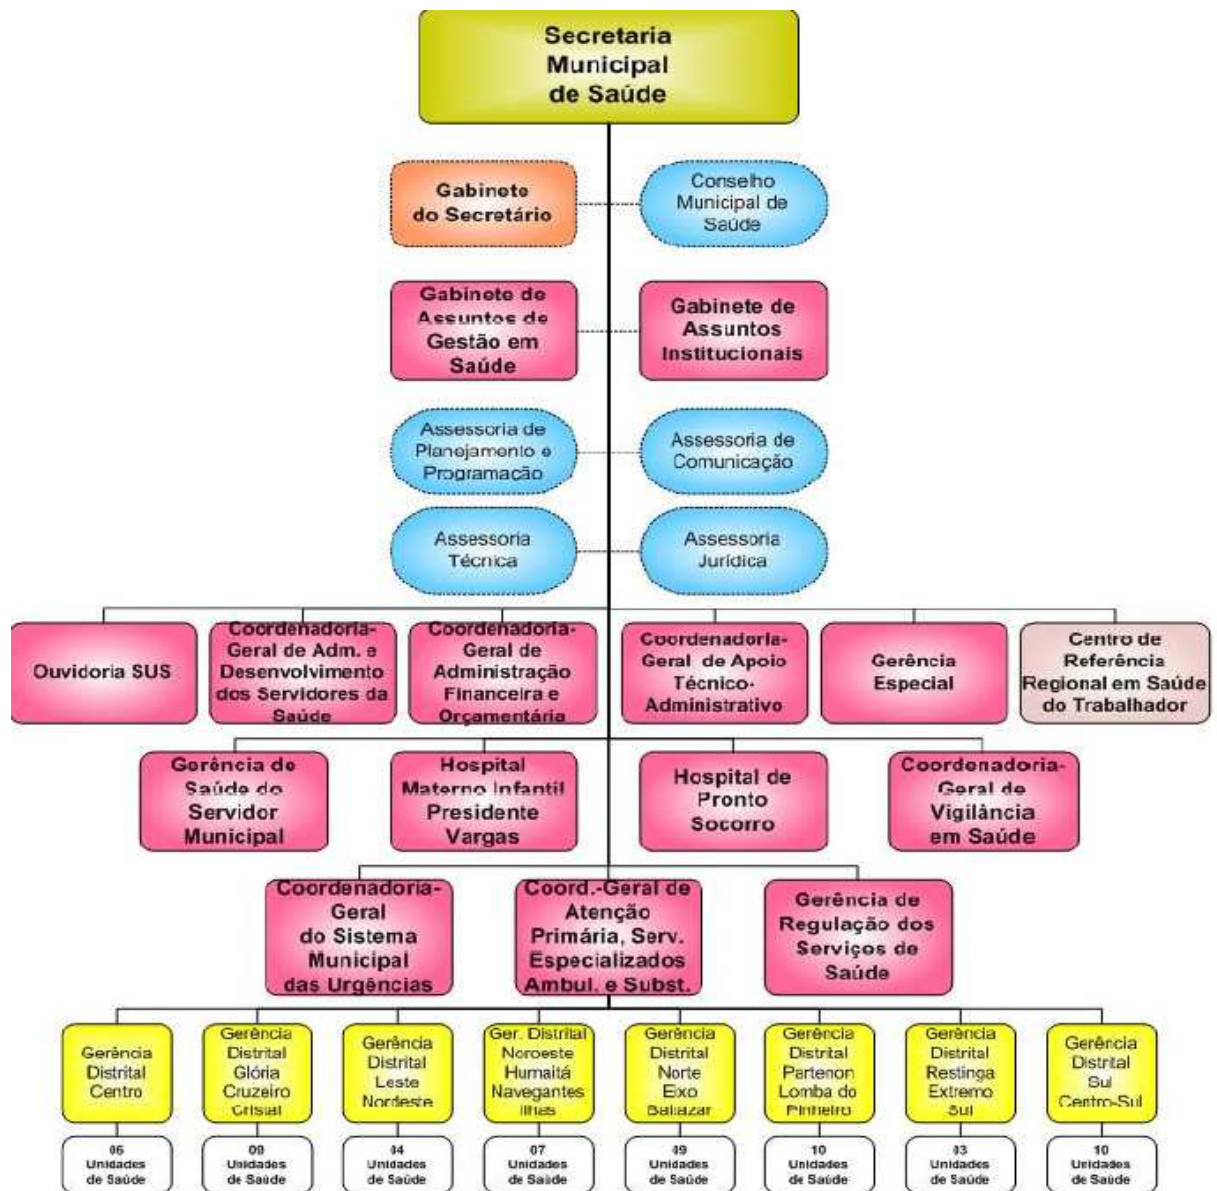 Secretaria
Municipal
de Saúde
Gabinete
do Secretário
Conselho
Municipal de
Saúde
Gabinete de
Assuntos de
Gestão em
Saúde
Gabinete de
Assuntos
Institucionais
Assessoria de
Planejamento e
Programação
Assessoria de
Comunicação
Assessoria
Técnica
Assessoria
Jurídica
Ouvidoria SUS
Coordenadoria-
Geral de Adm. e
Desenvolvimento
dos Servidores da
Saúde
Coordenadoria-
Geral de
Administração
Financeira e
Orçamentária
Coordenadoria-
Geral de Apoio
Técnico-
Administrativo
Gerência
Especial
Centro de
Referência
Regional em Saúde
do Trabalhador
Gerência de
Saúde do
Servidor
Municipal
Hospital
Materno Infantil
Presidente
Vargas
Hospital de
Pronto
Socorro
Coordenadoria-
Geral de
Vigilância
em Saúde
Coordenadoria-
Geral
do Sistema
Municipal
das Urgências
Coord.-Geral de
Atenção
Primária, Serv.
Especializados
Ambul. e Subst.
Gerência de
Regulação dos
Serviços de
Saúde
Gerência
Distrital
Centro
Gerência
Distrital
Glória
Cruzeiro
Cristal
Gerência
Distrital
Leste
Nordeste
Ger. Distrital
Noroeste
Humaitá
Navegantes
Ilhas
Gerência
Distrital
Norte
Eixo
Baltazar
Gerência
Distrital
Partenon
Lomba do
Pinheiro
Gerência
Distrital
Restinga
Extremo
Sul
Gerência
Distrital
Sul
Centro-Sul
Unidades
de Saúde
Unidades
de Saúde
04
Unidades
de Saúde
07
Unidades
de Saúde
Unidades
de Saúde
10
Unidades
de Saúde
03
Unidades
de Saúde
10
Unidades
de Saúde